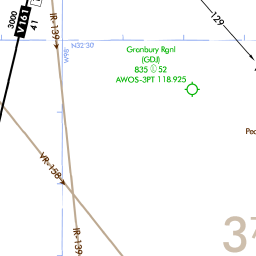 3000
V161
41
IR-139
W98°
N32°30'
129
Granbury Rgnl
(GDJ)
835 Ⓛ 52
AWOS-3PT 118.925
VR-158
IR-139